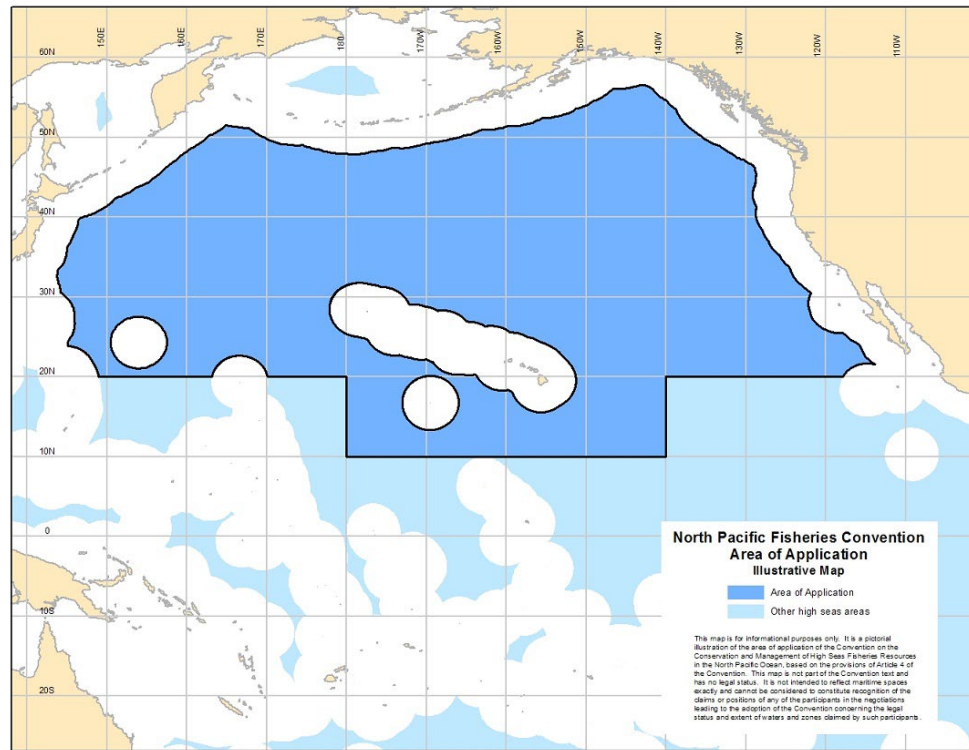 150E
160E
170E
180
170W
160W
150W
140W
130W
120W
110W
60N
50N
40N
30N
20N
10N
0
10S
20S
North Pacific Fisheries Convention
Area of Application
Illustrative Map
Area of Application
Other high seas areas
This map is for informational purposes only. It is a pictorial
illustration of the area of application of the Convention on the
Conservation and Management of High Seas Fisheries Resources
in the North Pacific Ocean, based on the provisions of Article 4 of
the Convention. This map is not part of the Convention text and
has no legal status. It is not intended to reflect maritime spaces
exactly and cannot be considered to constitute recognition of the
claims or positions of any of the participants in the negotiations
leading to the adoption of the Convention concerning the legal
status and extent of waters and zones claimed by such participants.